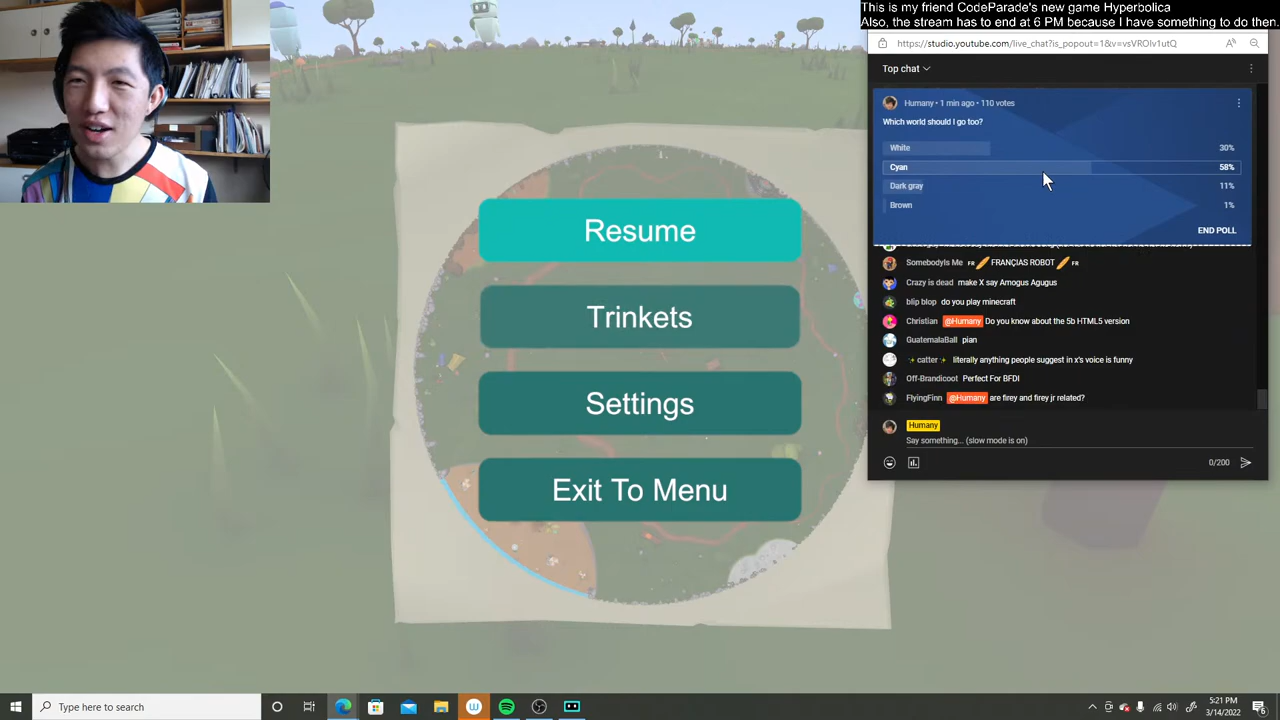 This is my friend CodeParade's new game Hyperbolica
Also, the stream has to end at 6 PM because I have something to do then.
https://studio.youtube.com/live_chat?is_popout=1&v=vsVROlv1utQ
Top chat
Humany • 1 min ago • 110 votes
Which world should I go too?
White 30%
Cyan 58%
Dark gray 11%
Brown 1%
END POLL
SomebodyIs Me FR FRANÇIAS ROBOT FR
Crazy is dead make X say Amogus Agugus
blip blop do you play minecraft
Christian @Humany Do you know about the 5b HTML5 version
GuatemalaBall pian
catter literally anything people suggest in x's voice is funny
Off-Brandicoot Perfect For BFDI
FlyingFinn @Humany are firey and firey jr related?
Humany
Say something... (slow mode is on)
0/200
Resume
Trinkets
Settings
Exit To Menu
Type here to search
5:21 PM
3/14/2022
6